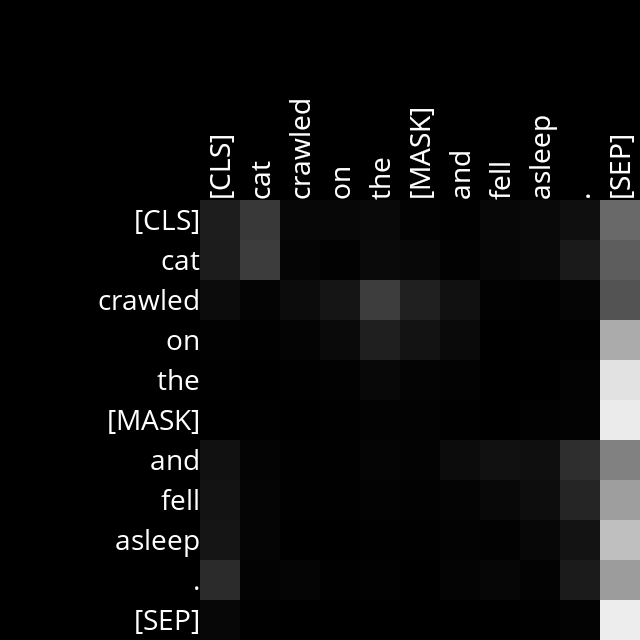 [CLS] cat crawled on the [MASK] and fell asleep . [SEP]
[CLS]
cat
crawled
on
the
[MASK]
and
fell
asleep
.
[SEP]